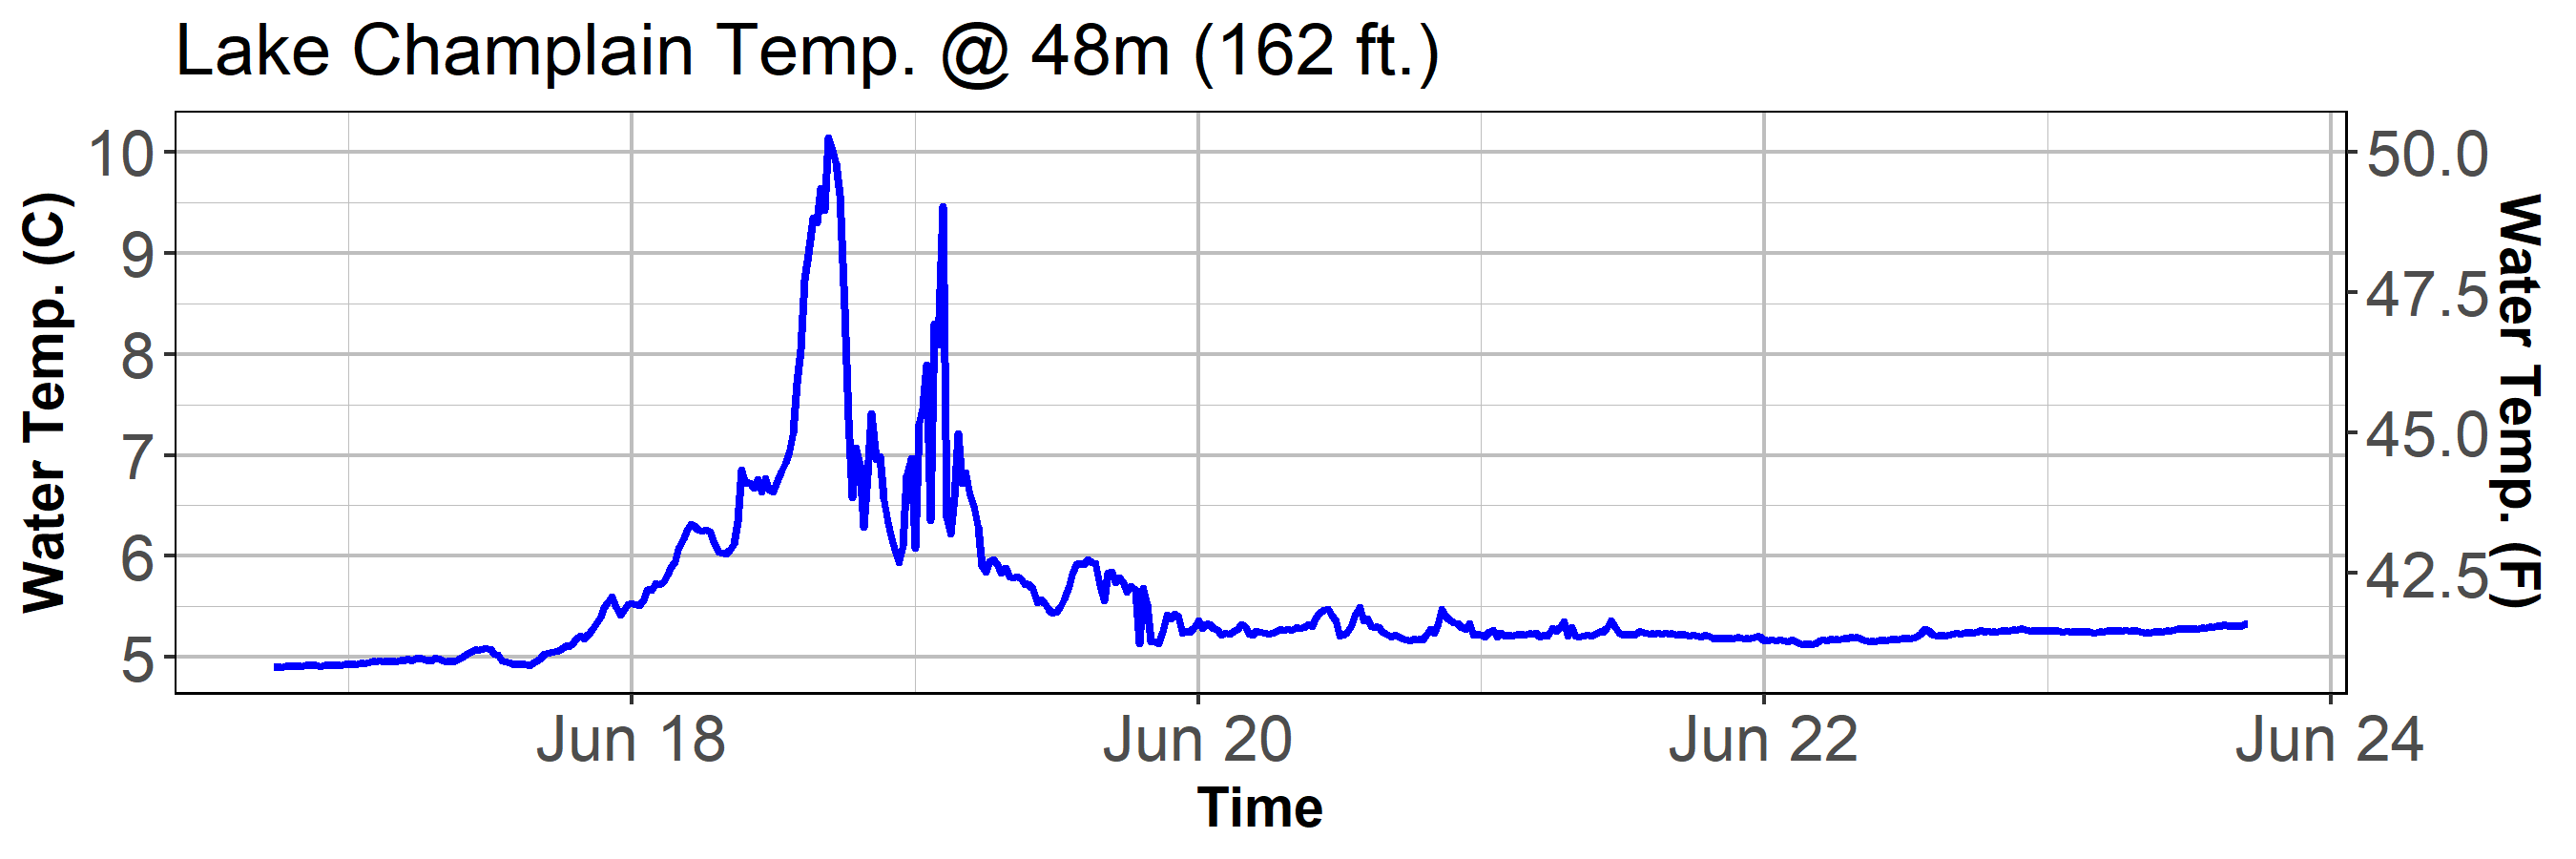 Lake Champlain Temp. @ 48m (162 ft.)
Water Temp. (C)
10
9
8
7
6
5
50.0
47.5
45.0
42.5
Water Temp. (F)
Jun 18 Jun 20 Jun 22 Jun 24
Time